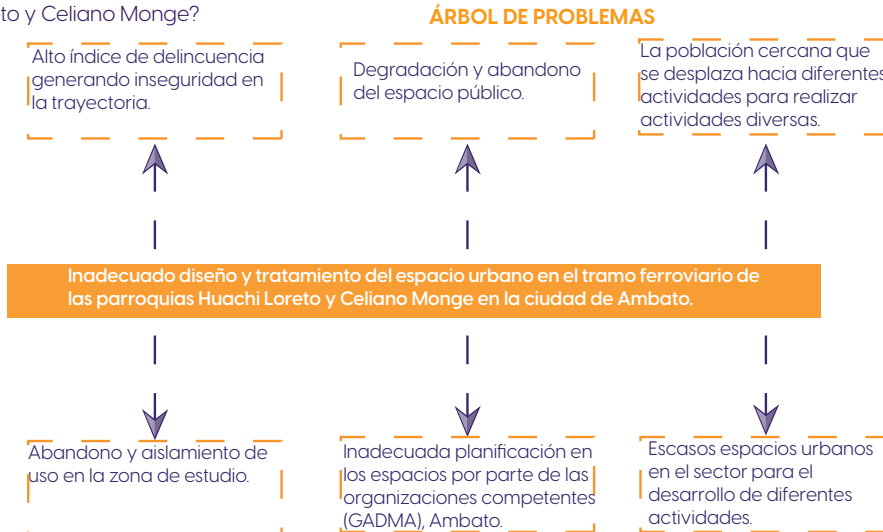 to y Celiano Monge?
ÁRBOL DE PROBLEMAS
Alto índice de delincuencia
generando inseguridad en
la trayectoria.
Degradación y abandono
del espacio público.
La población cercana que
se desplaza hacia diferentes
actividades para realizar
actividades diversas.
Inadecuado diseño y tratamiento del espacio urbano en el tramo ferroviario de
las parroquias Huachi Loreto y Celiano Monge en la ciudad de Ambato.
Abandono y aislamiento de
uso en la zona de estudio.
Inadecuada planificación en
los espacios por parte de las
organizaciones competentes
(GADMA), Ambato.
Escasos espacios urbanos
en el sector para el
desarrollo de diferentes
actividades.